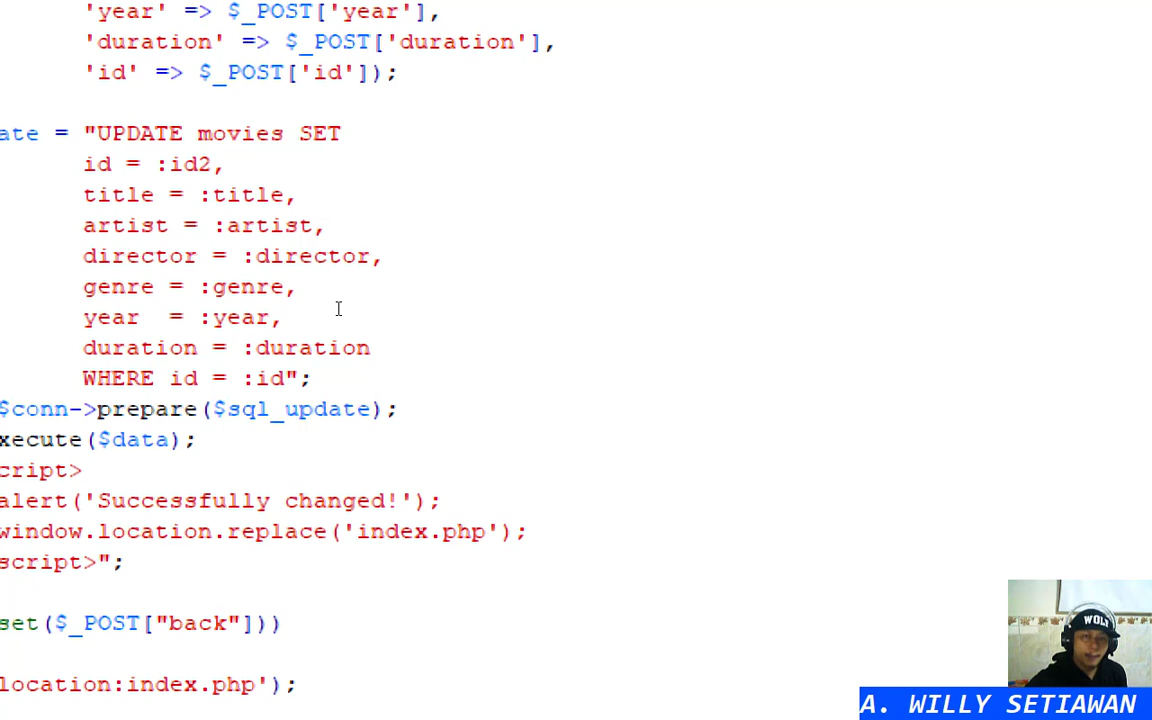 'year' => $_POST['year'],
'duration' => $_POST['duration'],
'id' => $_POST['id']);
ate = "UPDATE movies SET
id = :id2,
title = :title,
artist = :artist,
director = :director,
genre = :genre,
year  = :year,
duration = :duration
WHERE id = :id";
$conn->prepare($sql_update);
xecute($data);
cript>
alert('Successfully changed!');
window.location.replace('index.php');
script>";
set($_POST["back"]))
location:index.php');
WOLF
A. WILLY SETIAWAN